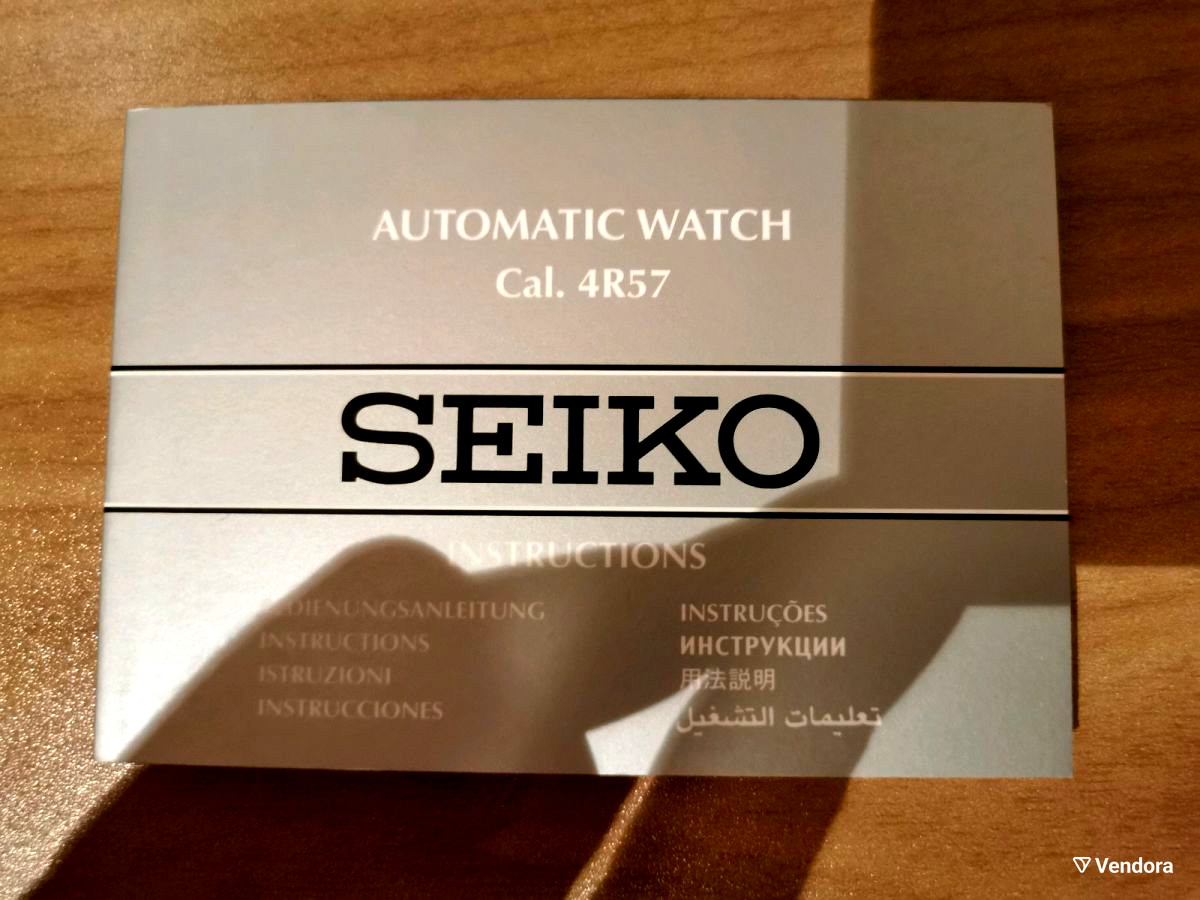 AUTOMATIC WATCH
Cal. 4R57
SEIKO
INSTRUCTIONS
BEDIENUNGSANLEITUNG
INSTRUCTIONS
ISTRUZIONI
INSTRUCCIONES
INSTRUÇÕES
ИНСТРУКЦИИ
用法説明
تعليمات التشغيل
Vendora